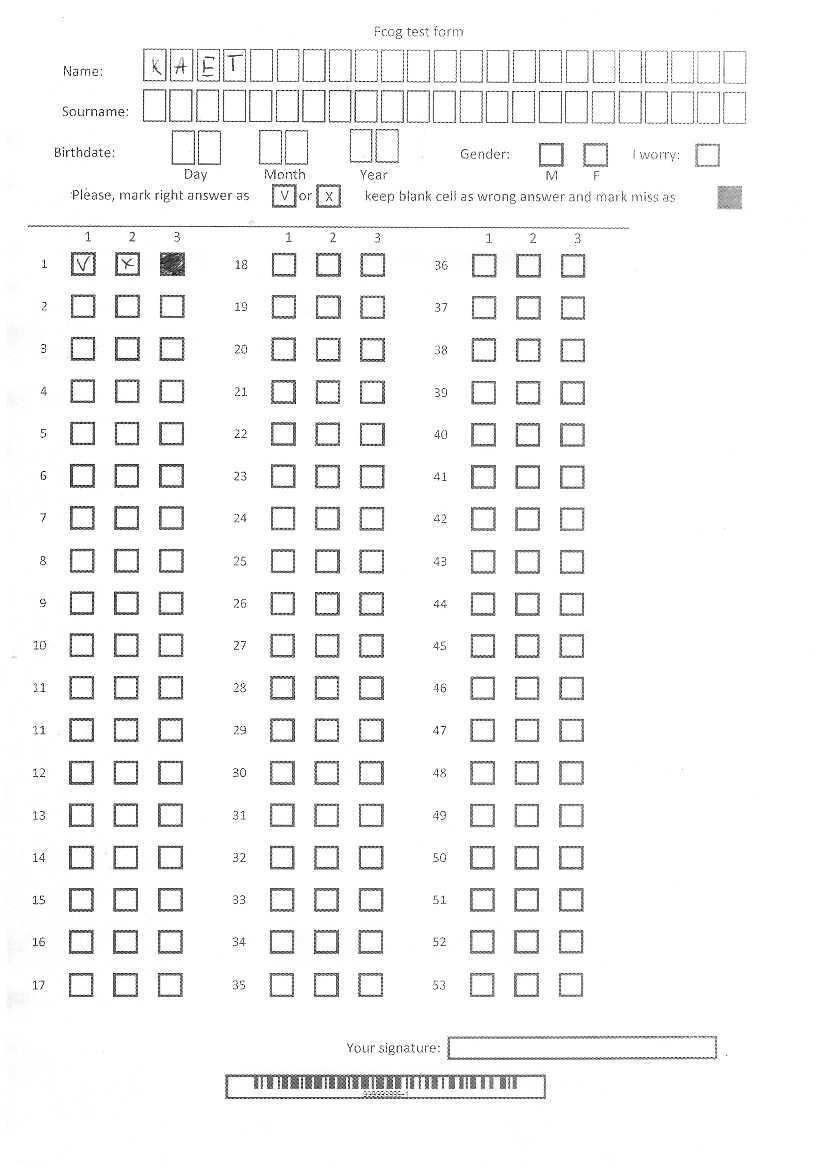 Fcog test form
Name: KAET
Sourname:
Birthdate: Gender: I worry:
Day Month Year M F
Please, mark right answer as V or X keep blank cell as wrong answer and mark miss as
1 2 3 1 2 3 1 2 3
1 V X 18 36
2 19 37
3 20 38
4 21 39
5 22 40
6 23 41
7 24 42
8 25 43
9 26 44
10 27 45
11 28 46
11 29 47
12 30 48
13 31 49
14 32 50
15 33 51
16 34 52
17 35 53
Your signature:
999999999-1